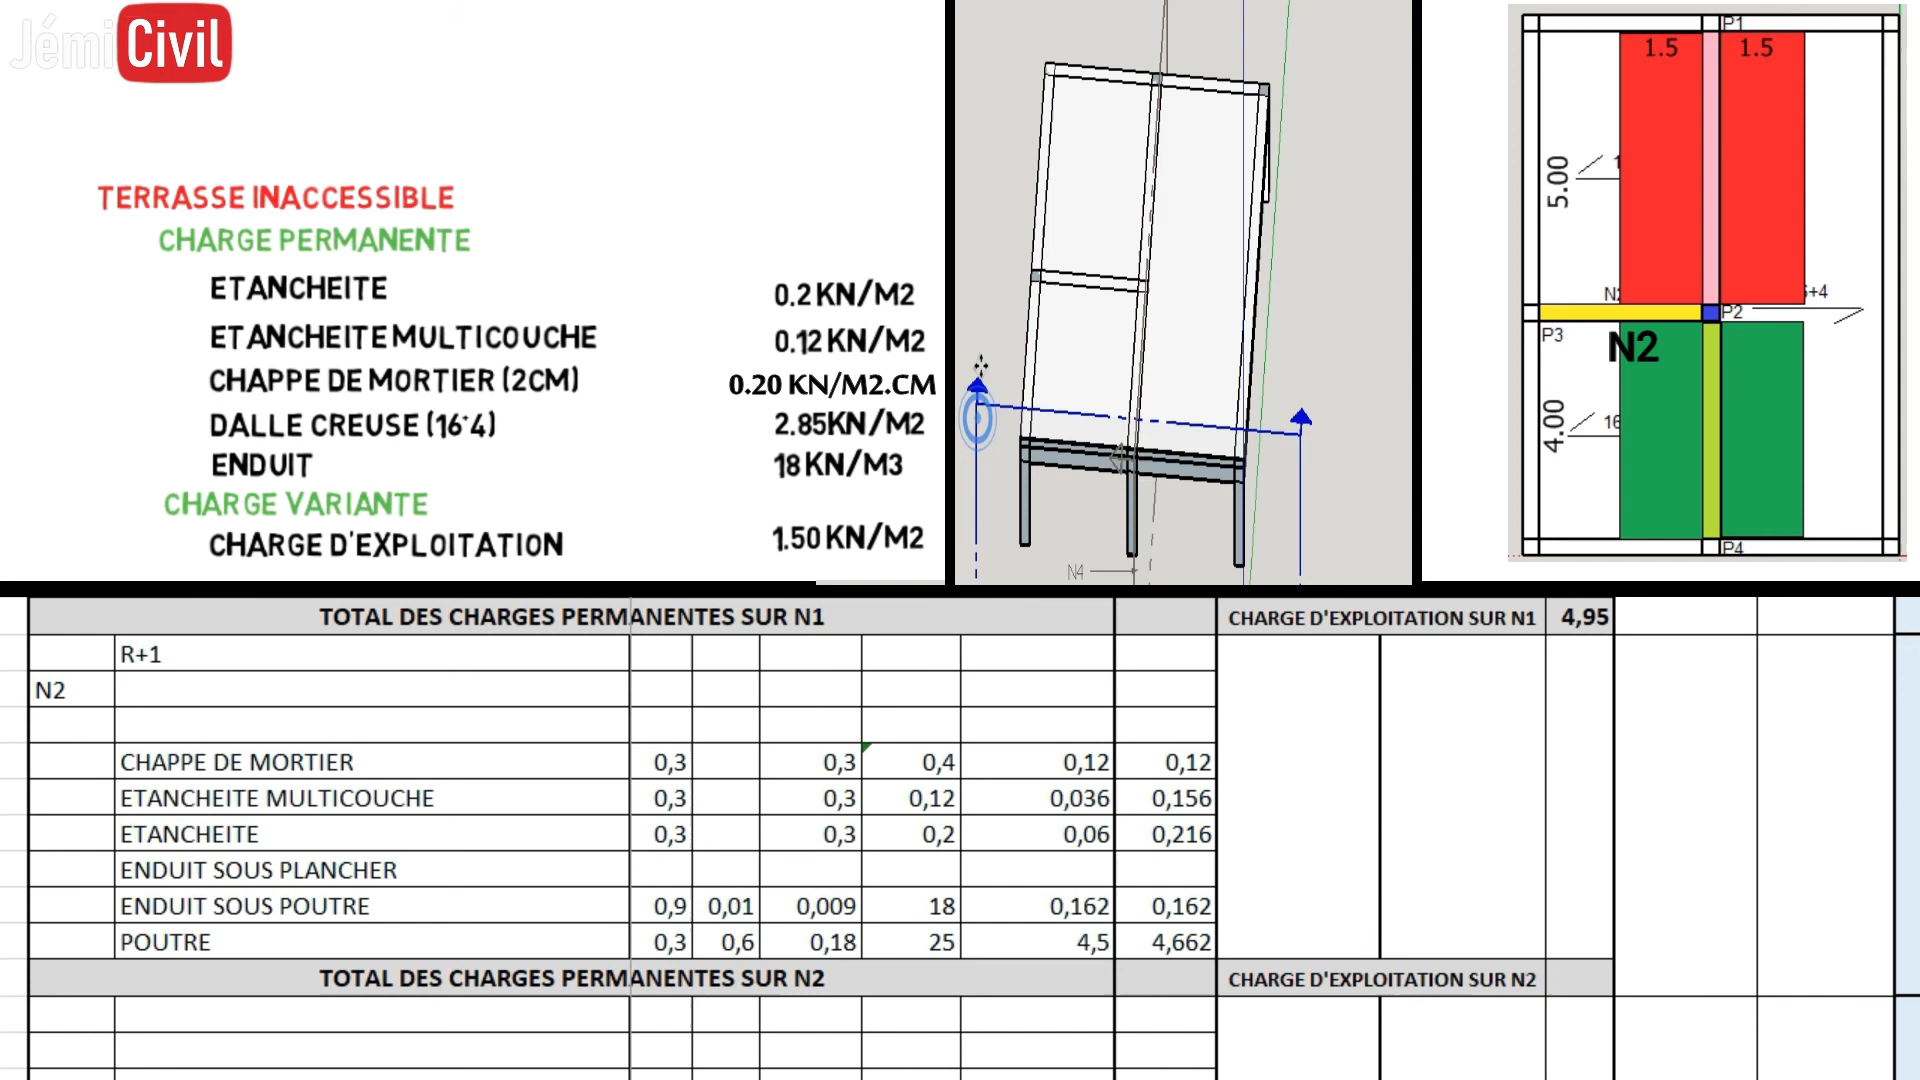 Jémi Civil
TERRASSE INACCESSIBLE
CHARGE PERMANENTE
ETANCHEITE 0.2 KN/M2
ETANCHEITE MULTICOUCHE 0.12 KN/M2
CHAPPE DE MORTIER (2CM) 0.20 KN/M2.CM
DALLE CREUSE (16+4) 2.85KN/M2
ENDUIT 18 KN/M3
CHARGE VARIANTE
CHARGE D'EXPLOITATION 1.50 KN/M2
N4
P1
1.5 1.5
5.00
P2
P3
N2
4.00
16
P4
TOTAL DES CHARGES PERMANENTES SUR N1 CHARGE D'EXPLOITATION SUR N1 4,95
R+1
N2
CHAPPE DE MORTIER 0,3 0,3 0,4 0,12 0,12
ETANCHEITE MULTICOUCHE 0,3 0,3 0,12 0,036 0,156
ETANCHEITE 0,3 0,3 0,2 0,06 0,216
ENDUIT SOUS PLANCHER
ENDUIT SOUS POUTRE 0,9 0,01 0,009 18 0,162 0,162
POUTRE 0,3 0,6 0,18 25 4,5 4,662
TOTAL DES CHARGES PERMANENTES SUR N2 CHARGE D'EXPLOITATION SUR N2